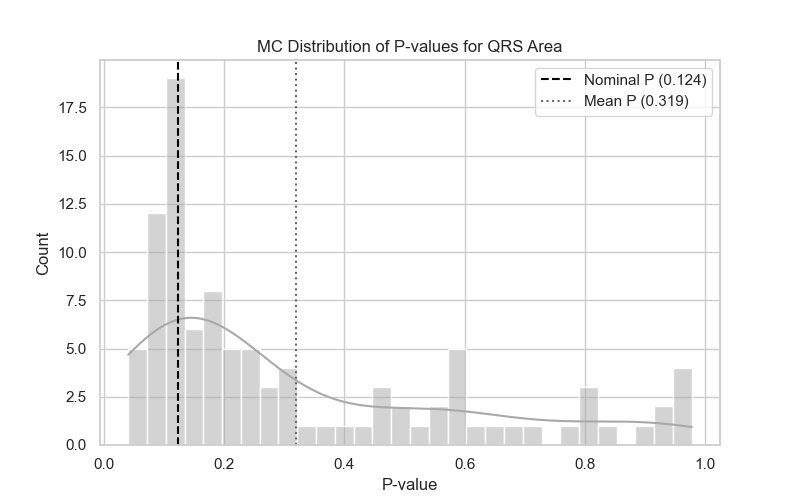 MC Distribution of P-values for QRS Area
Nominal P (0.124)
Mean P (0.319)
17.5
15.0
12.5
10.0
7.5
5.0
2.5
0.0
Count
0.0 0.2 0.4 0.6 0.8 1.0
P-value